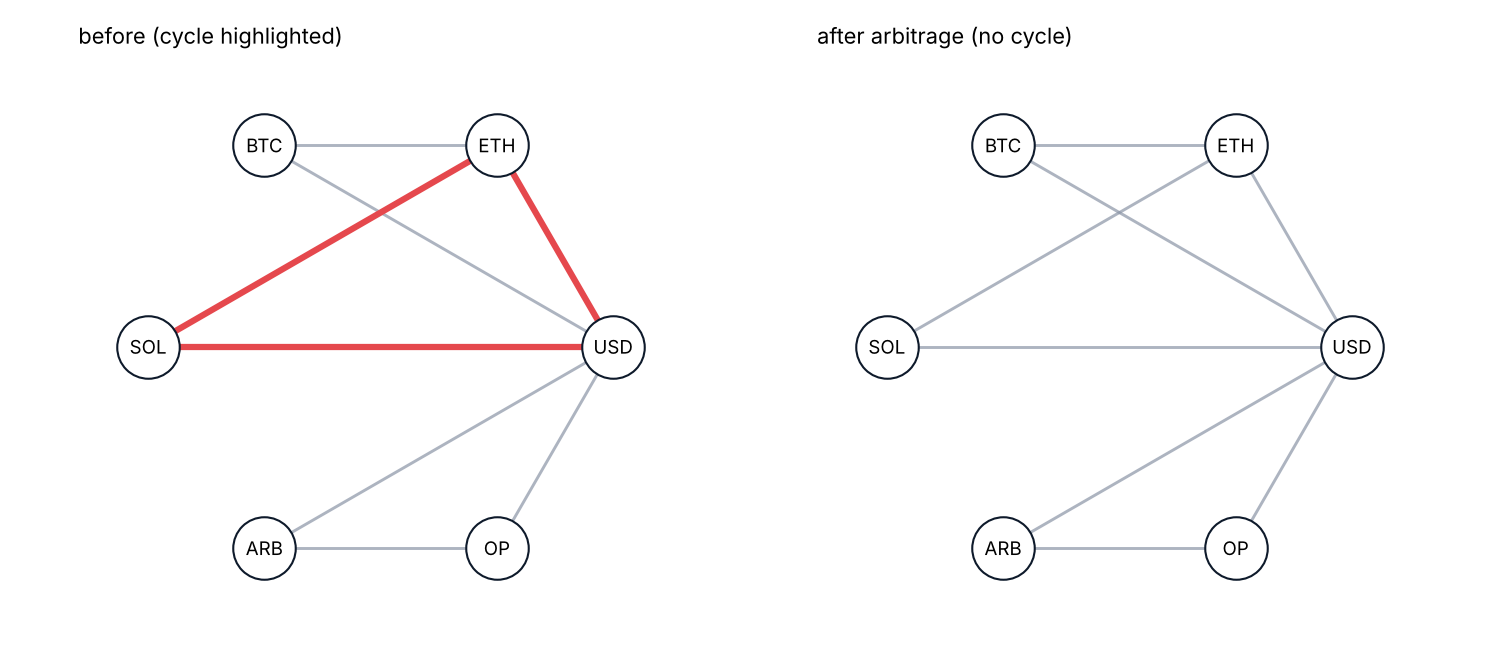 before (cycle highlighted)
BTC
ETH
SOL
USD
ARB
OP
after arbitrage (no cycle)
BTC
ETH
SOL
USD
ARB
OP